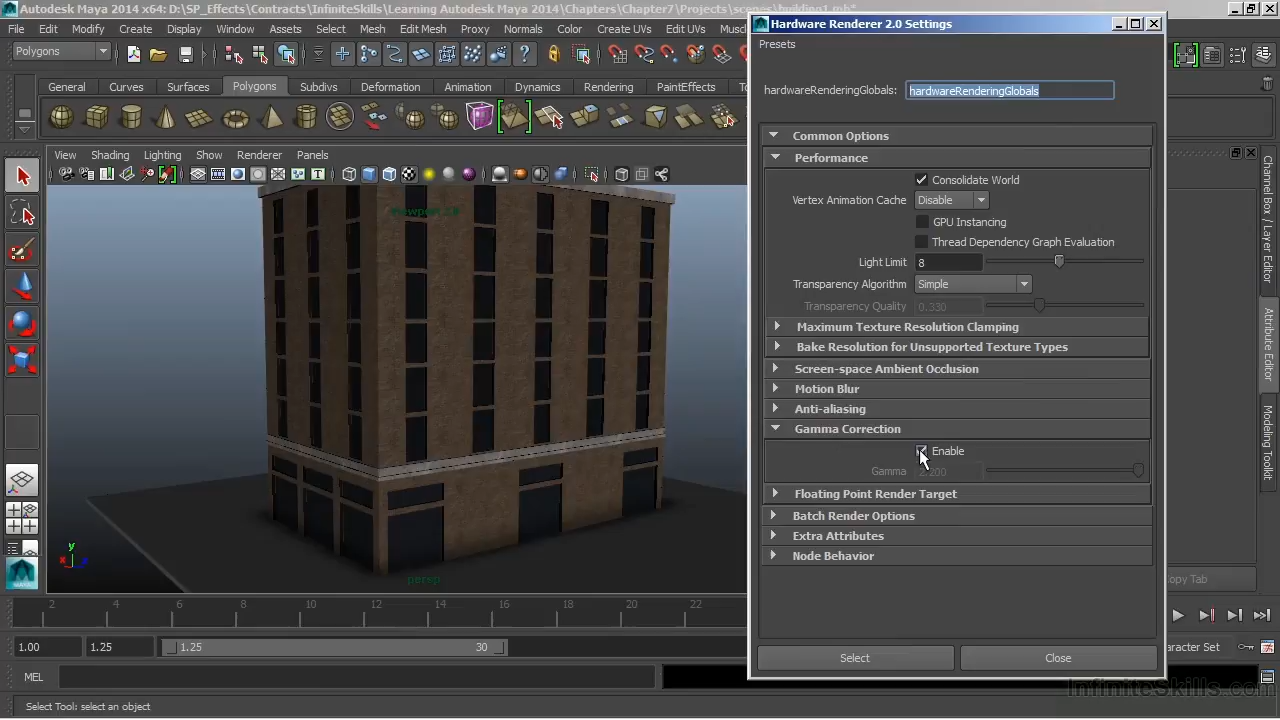 Autodesk Maya 2014 x64: D:\SP_Effects\Contracts\InfiniteSkills\Learning Autodesk Maya 2014\Chapters\Chapter7\Projects\scenes\building1.mb*
File Edit Modify Create Display Window Assets Select Mesh Edit Mesh Proxy Normals Color Create UVs Edit UVs
Polygons
General Curves Surfaces Polygons Subdivs Deformation Animation Dynamics Rendering PaintEffects
View Shading Lighting Show Renderer Panels
persp
y
x
2 4 6 8 10 12 14 16 18 20 22
1.00 1.25 1.25 30
MEL
Select Tool: select an object
Hardware Renderer 2.0 Settings
Presets
hardwareRenderingGlobals: hardwareRenderingGlobals
Common Options
Performance
Consolidate World
Vertex Animation Cache Disable
GPU Instancing
Thread Dependency Graph Evaluation
Light Limit 8
Transparency Algorithm Simple
Transparency Quality 0.330
Maximum Texture Resolution Clamping
Bake Resolution for Unsupported Texture Types
Screen-space Ambient Occlusion
Motion Blur
Anti-aliasing
Gamma Correction
Enable
Gamma 2.200
Floating Point Render Target
Batch Render Options
Extra Attributes
Node Behavior
Select Close
Channel Box / Layer Editor
Attribute Editor
Modeling Toolkit
opy Tab
aracter Set
InfiniteSkills.com